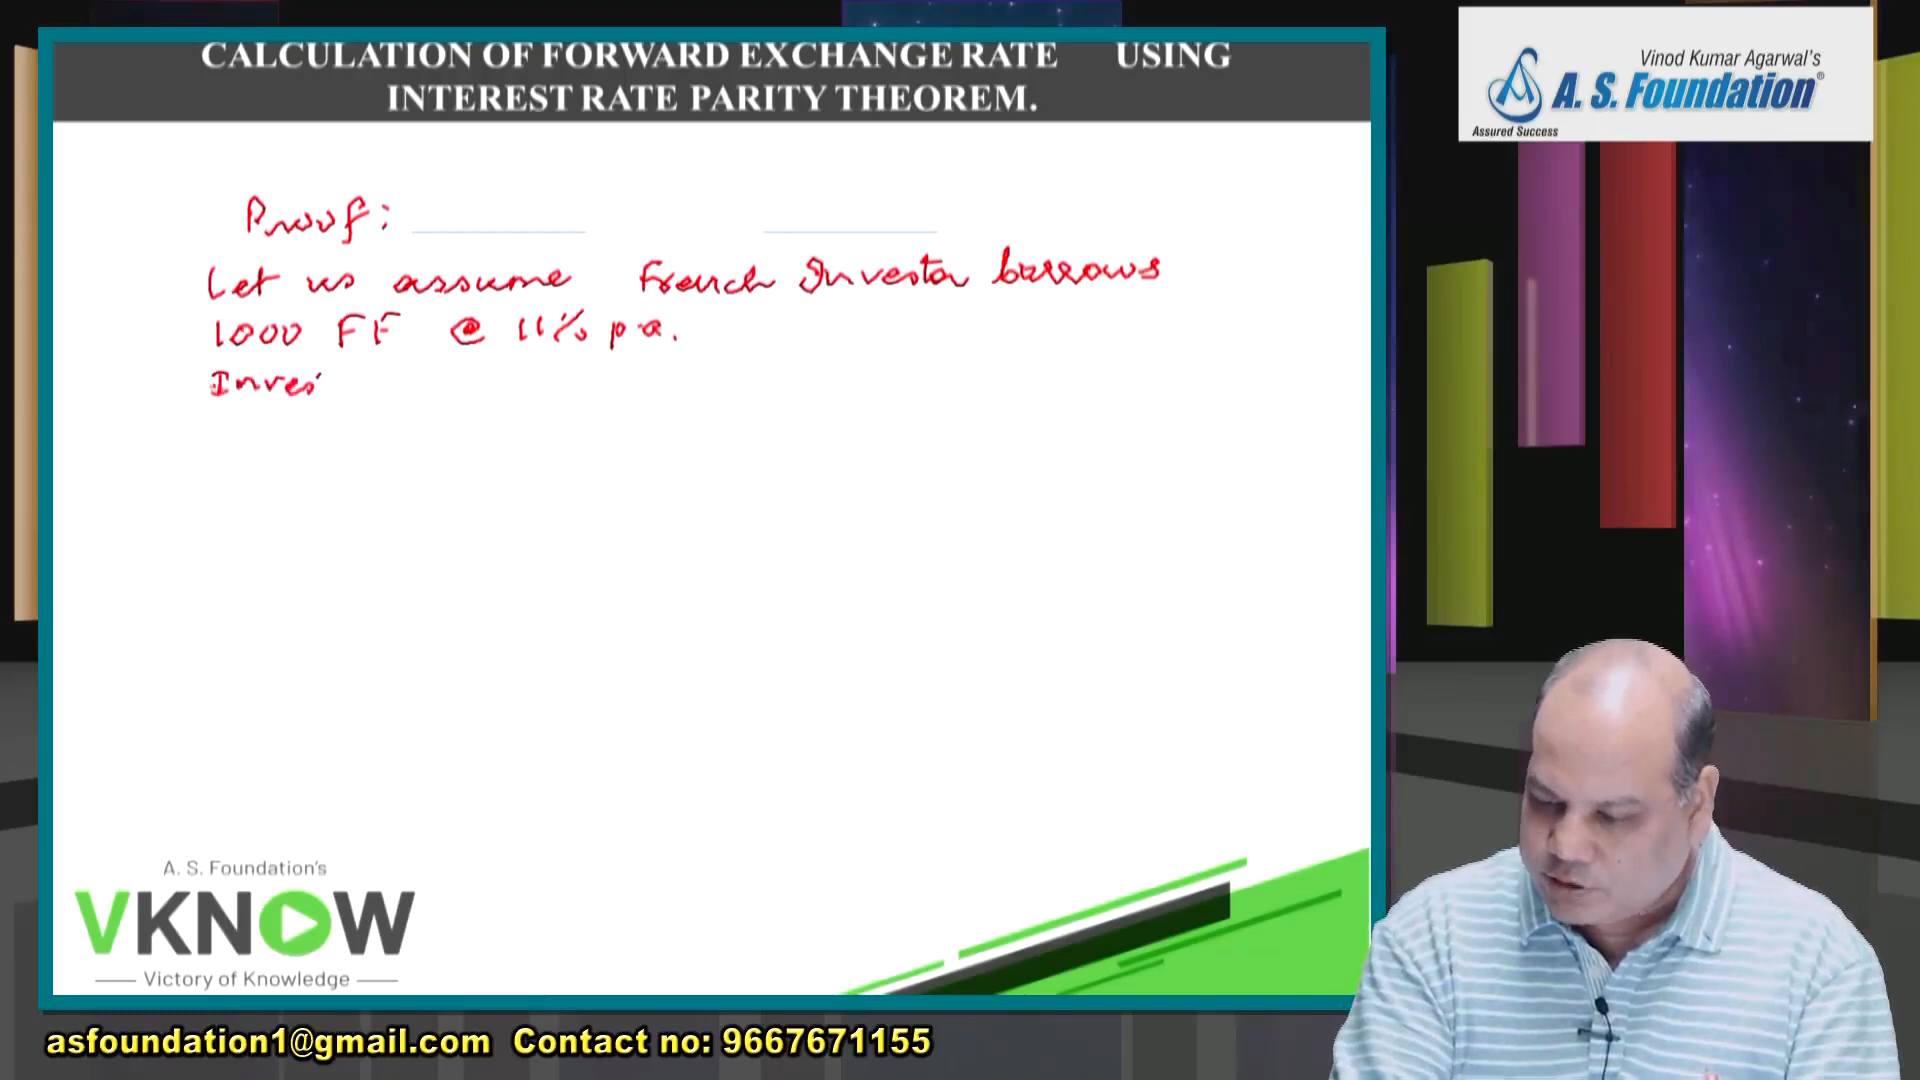 CALCULATION OF FORWARD EXCHANGE RATE USING
INTEREST RATE PARITY THEOREM.
Vinod Kumar Agarwal's
A. S. Foundation®
Assured Success
Proof:
Let us assume French Investor borrows
1000 FF @ 11% p.a.
Inves
A. S. Foundation's
VKNOW
Victory of Knowledge
asfoundation1@gmail.com Contact no: 9667671155